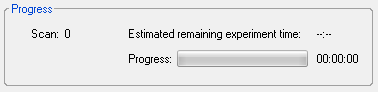 Progress
Scan: 0 Estimated remaining experiment time: --:--
Progress: 00:00:00